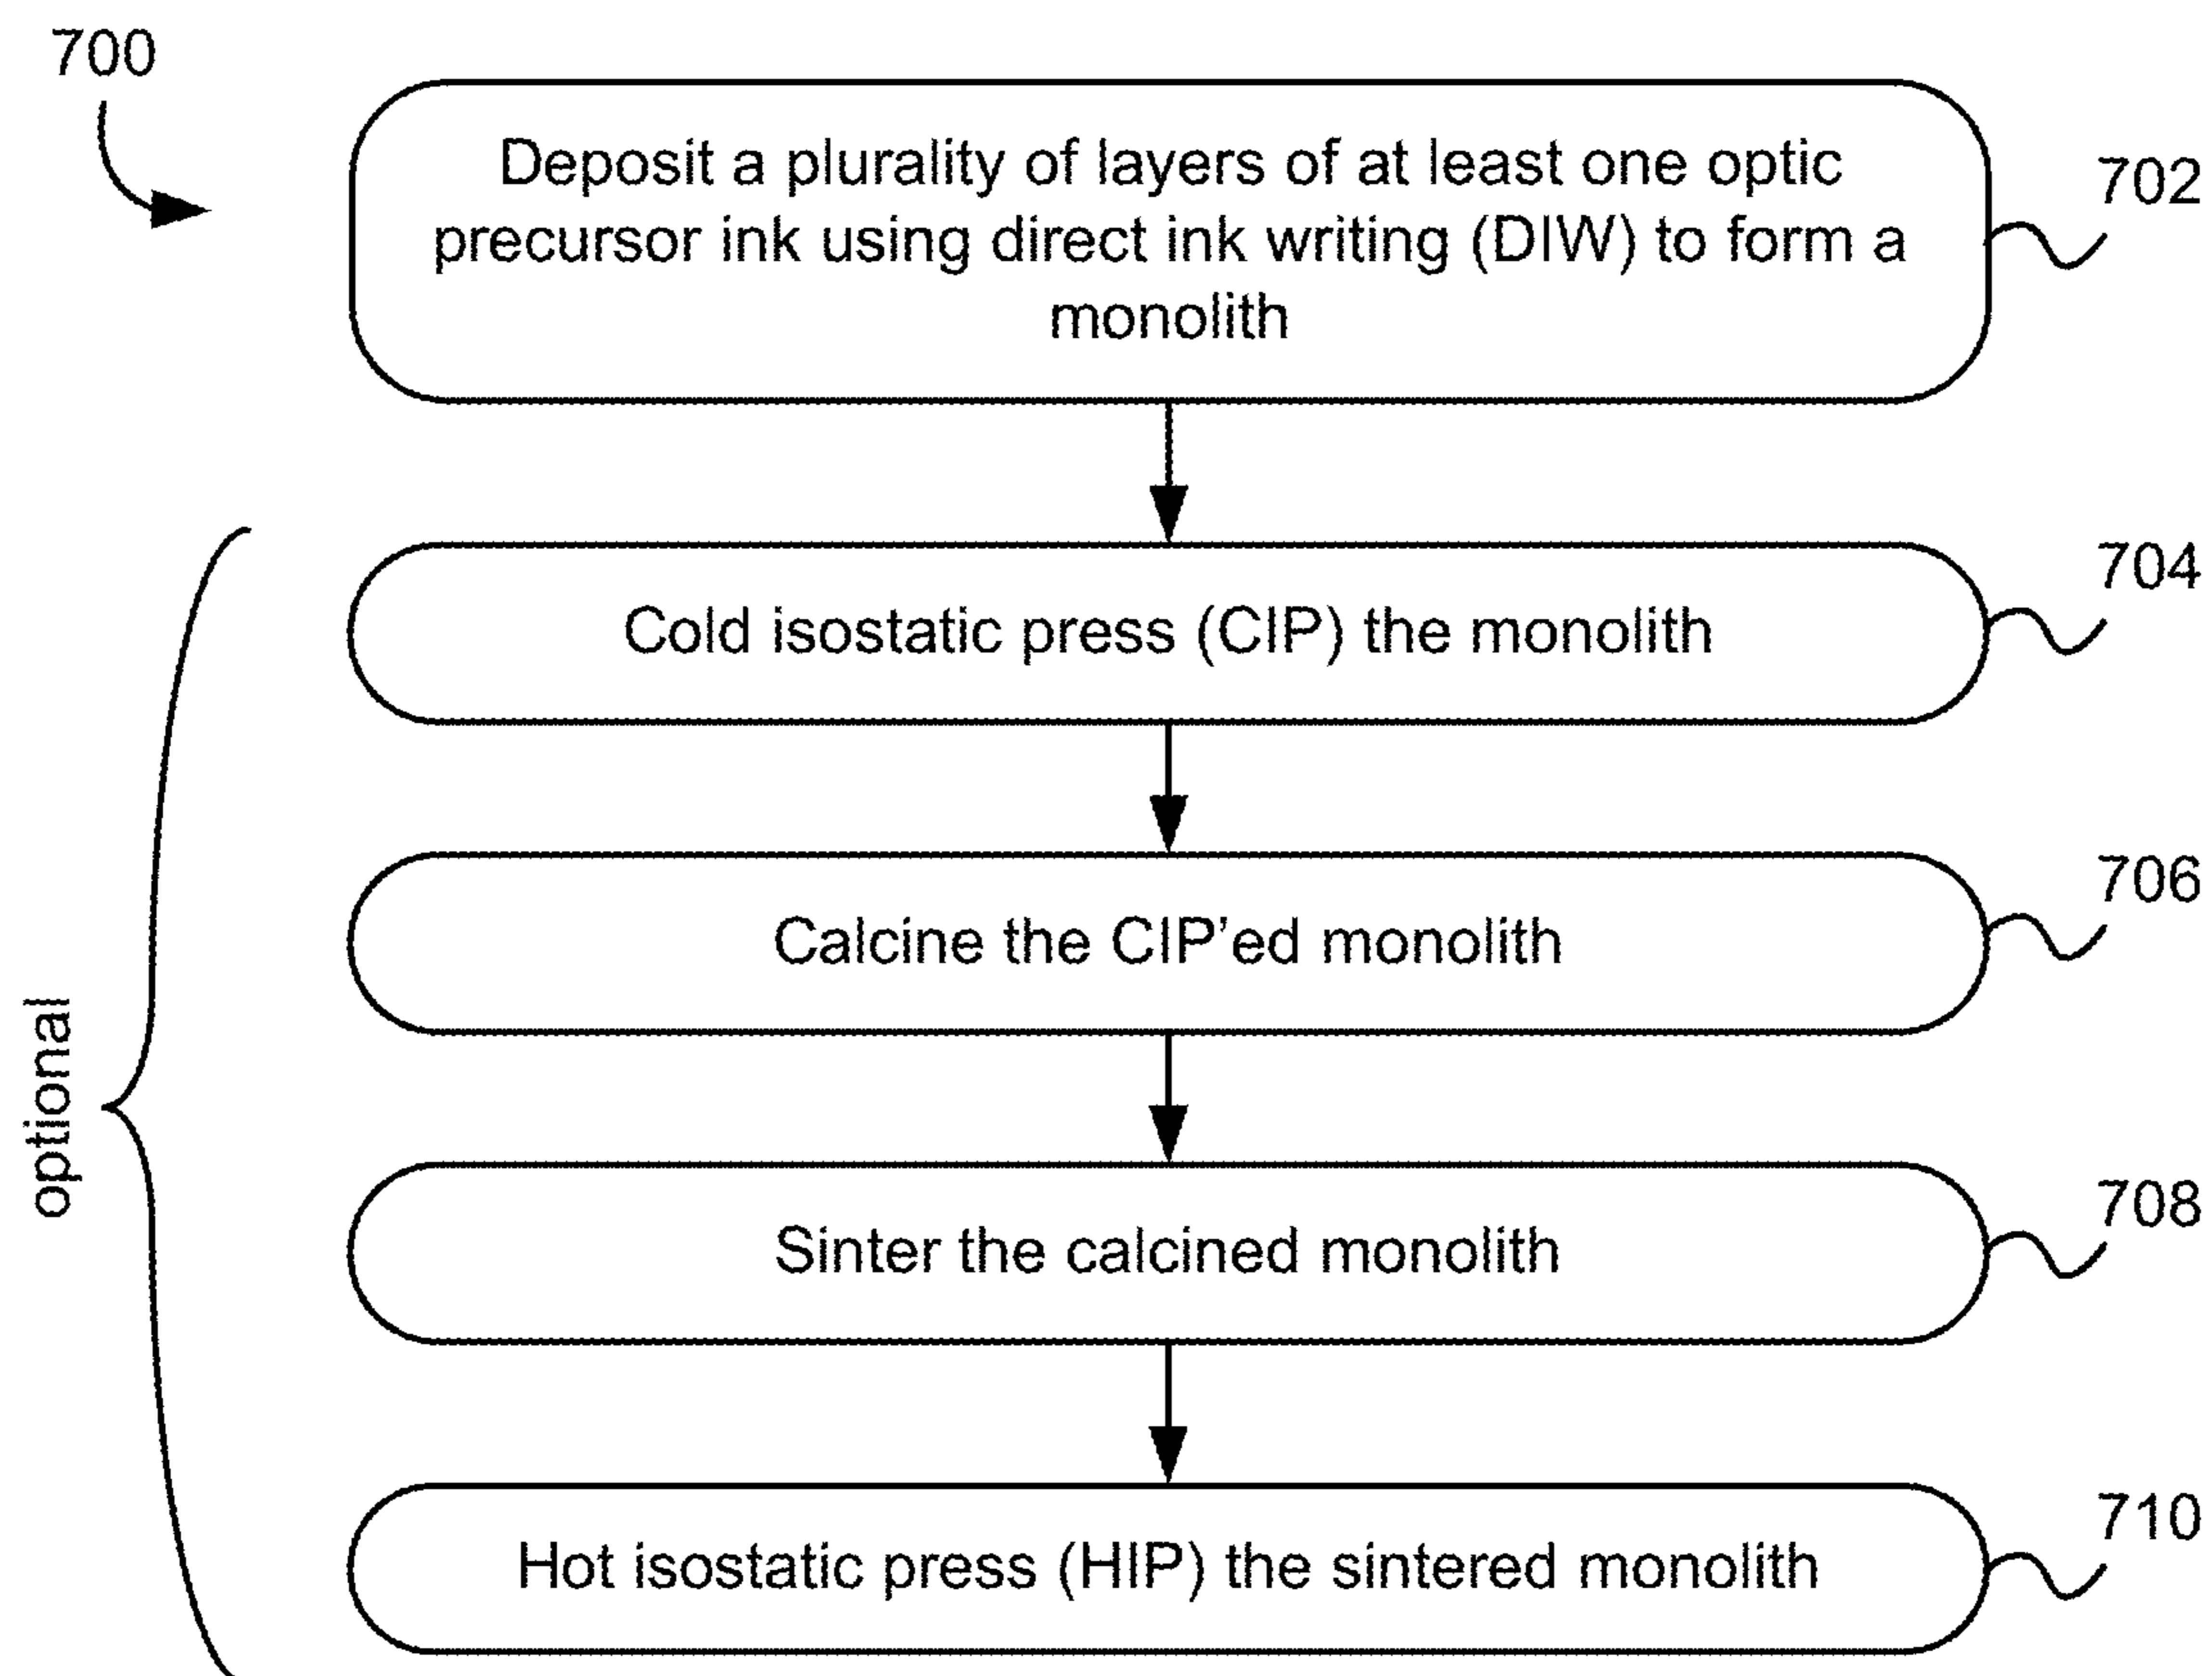 700
Deposit a plurality of layers of at least one optic
precursor ink using direct ink writing (DIW) to form a
monolith
702
Cold isostatic press (CIP) the monolith
704
Calcine the CIP'ed monolith
706
optional
Sinter the calcined monolith
708
Hot isostatic press (HIP) the sintered monolith
710